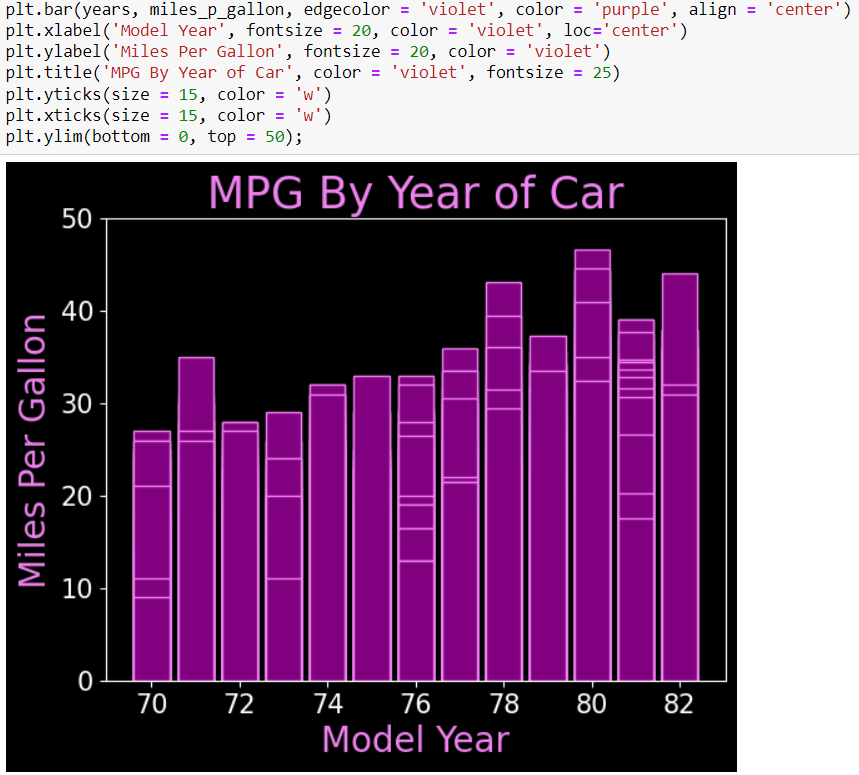 plt.bar(years, miles_p_gallon, edgecolor = 'violet', color = 'purple', align = 'center')
plt.xlabel('Model Year', fontsize = 20, color = 'violet', loc='center')
plt.ylabel('Miles Per Gallon', fontsize = 20, color = 'violet')
plt.title('MPG By Year of Car', color = 'violet', fontsize = 25)
plt.yticks(size = 15, color = 'w')
plt.xticks(size = 15, color = 'w')
plt.ylim(bottom = 0, top = 50);
MPG By Year of Car
Miles Per Gallon
50
40
30
20
10
0
70 72 74 76 78 80 82
Model Year